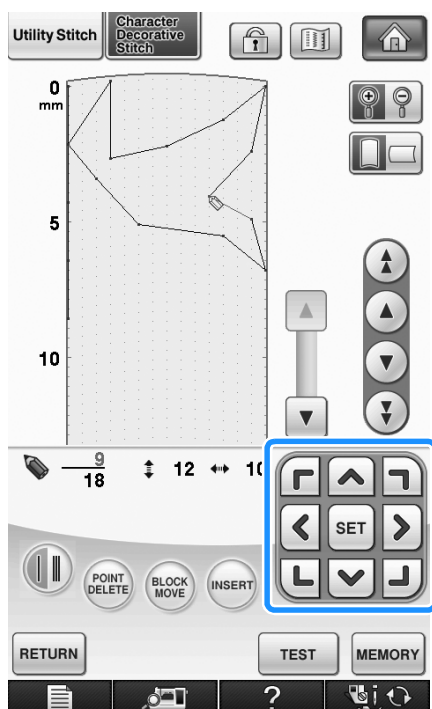 Utility Stitch
Character
Decorative
Stitch
0
mm
5
10
9
18
12
10
SET
POINT
DELETE
BLOCK
MOVE
INSERT
RETURN
TEST
MEMORY
?